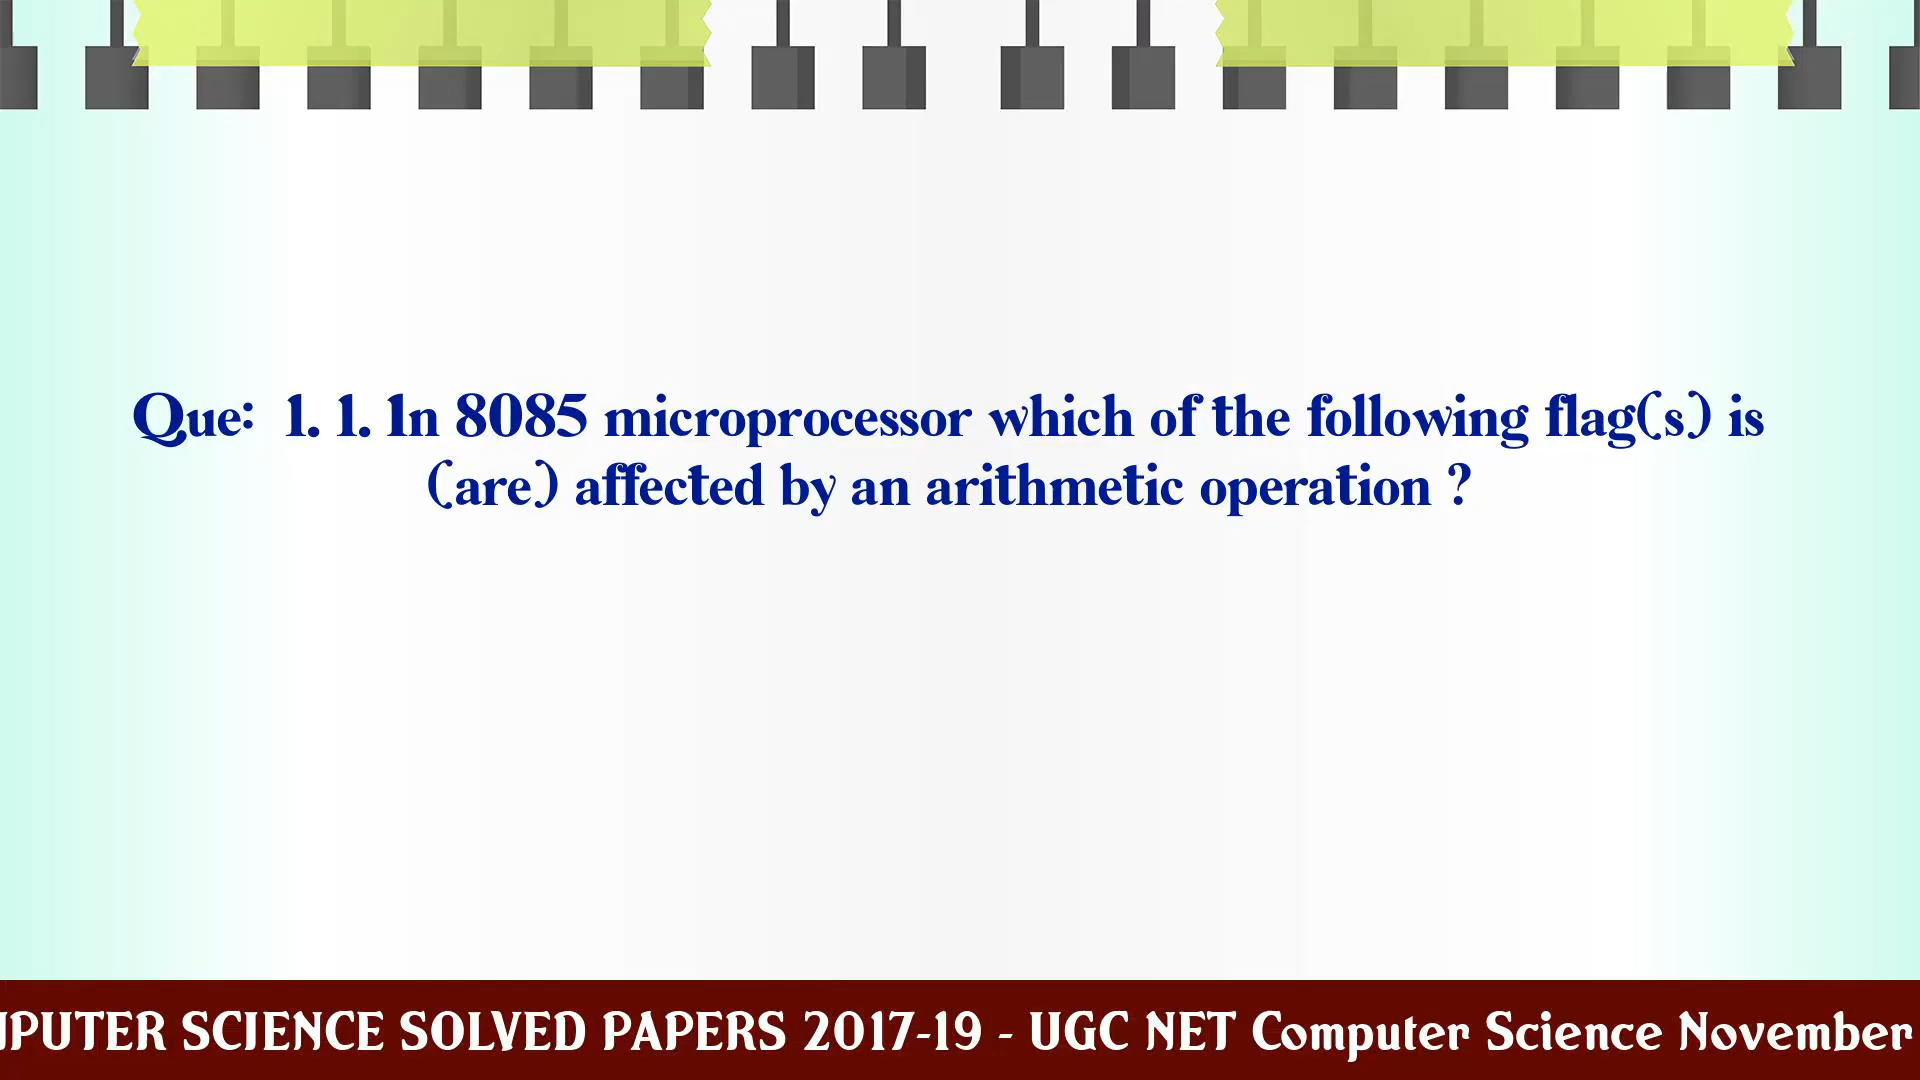 Que: 1. 1. In 8085 microprocessor which of the following flag(s) is
(are) affected by an arithmetic operation ?
PUTER SCIENCE SOLVED PAPERS 2017-19 - UGC NET Computer Science November